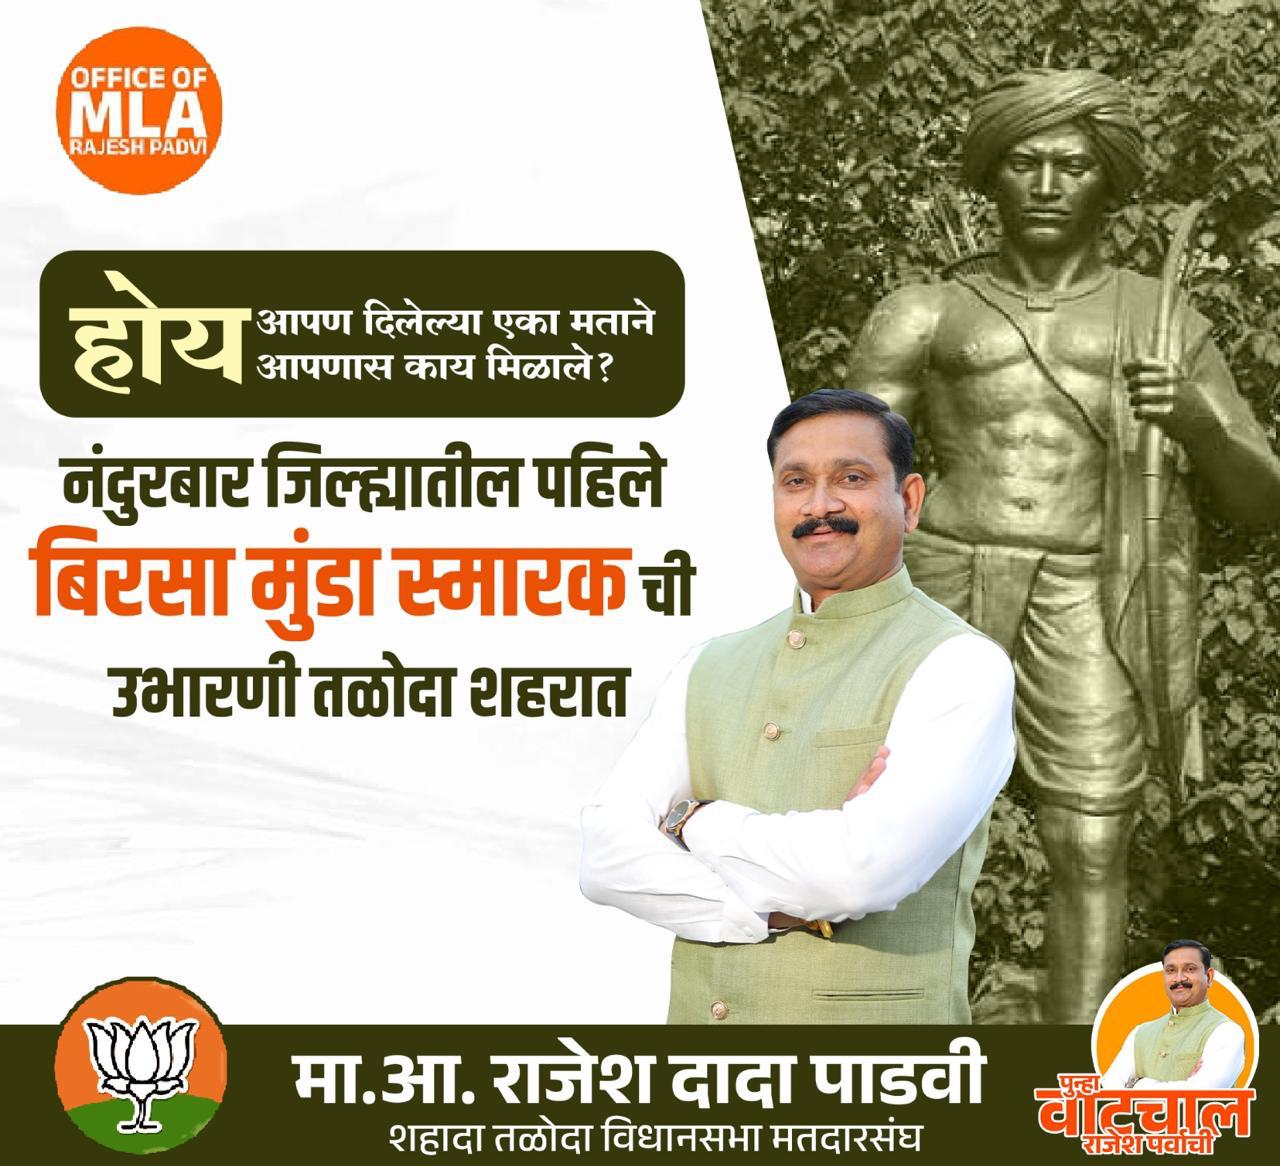 OFFICE OF
MLA
RAJESH PADVI
होय आपण दिलेल्या एका मताने
आपणास काय मिळाले?
नंदुरबार जिल्ह्यातील पहिले
बिरसा मुंडा स्मारक ची
उभारणी तळोदा शहरात
मा.आ. राजेश दादा पाडवी
शहादा तळोदा विधानसभा मतदारसंघ
पुन्हा
वाटचाल
राजेश पर्वाची